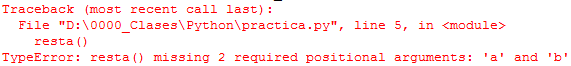 Traceback (most recent call last):
  File "D:\0000_Clases\Python\practica.py", line 5, in <module>
    resta()
TypeError: resta() missing 2 required positional arguments: 'a' and 'b'